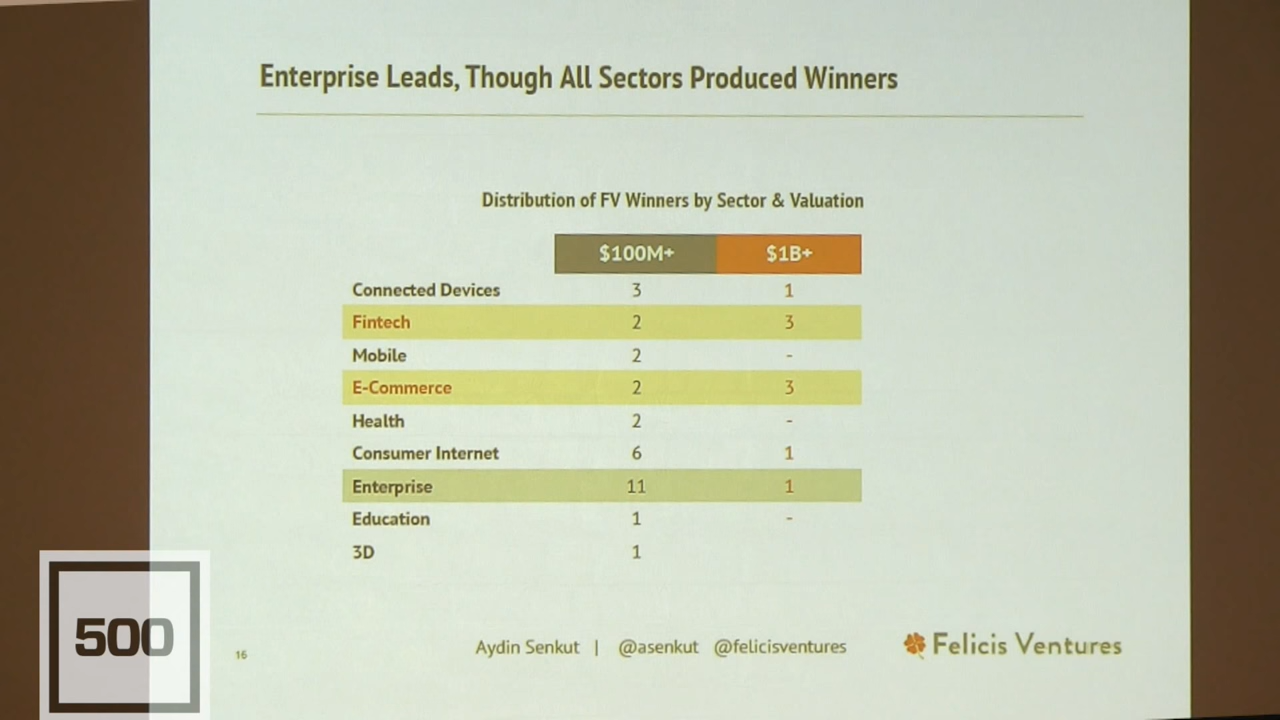 Enterprise Leads, Though All Sectors Produced Winners
Distribution of FV Winners by Sector & Valuation
$100M+ $1B+
Connected Devices 3 1
Fintech 2 3
Mobile 2 -
E-Commerce 2 3
Health 2 -
Consumer Internet 6 1
Enterprise 11 1
Education 1 -
3D 1
500
16
Aydin Senkut | @asenkut @felicisventures
Felicis Ventures